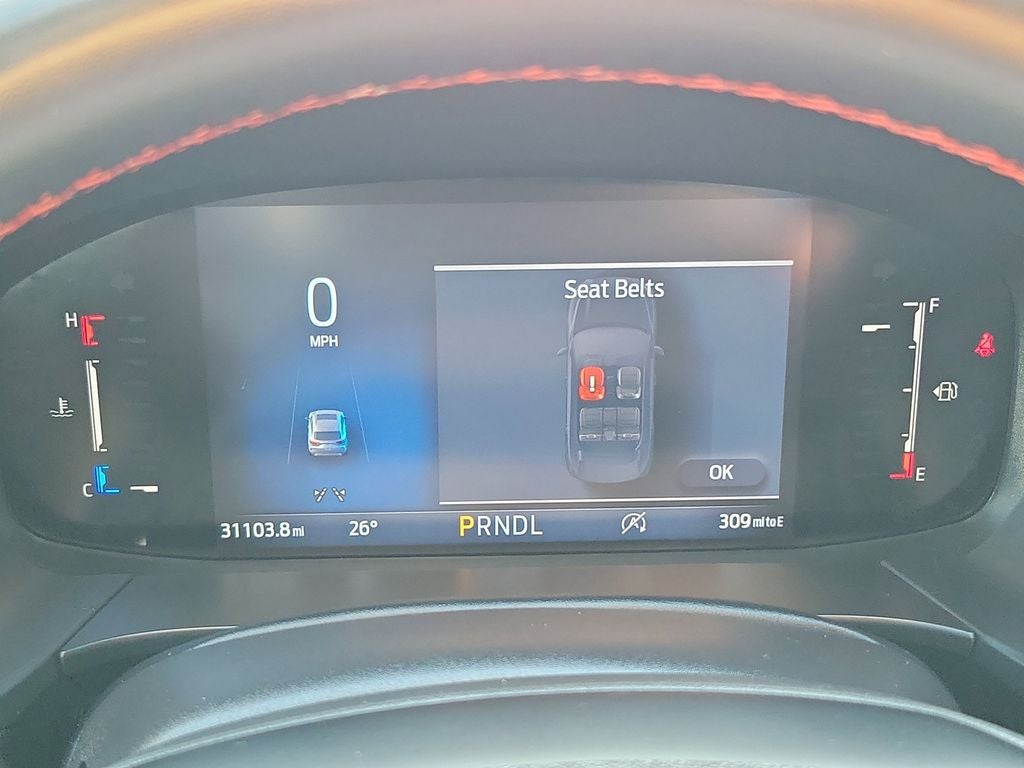 Seat Belts
0
MPH
H
C
F
E
!
OK
31103.8 mi 26° PRNDL A 309 mi to E